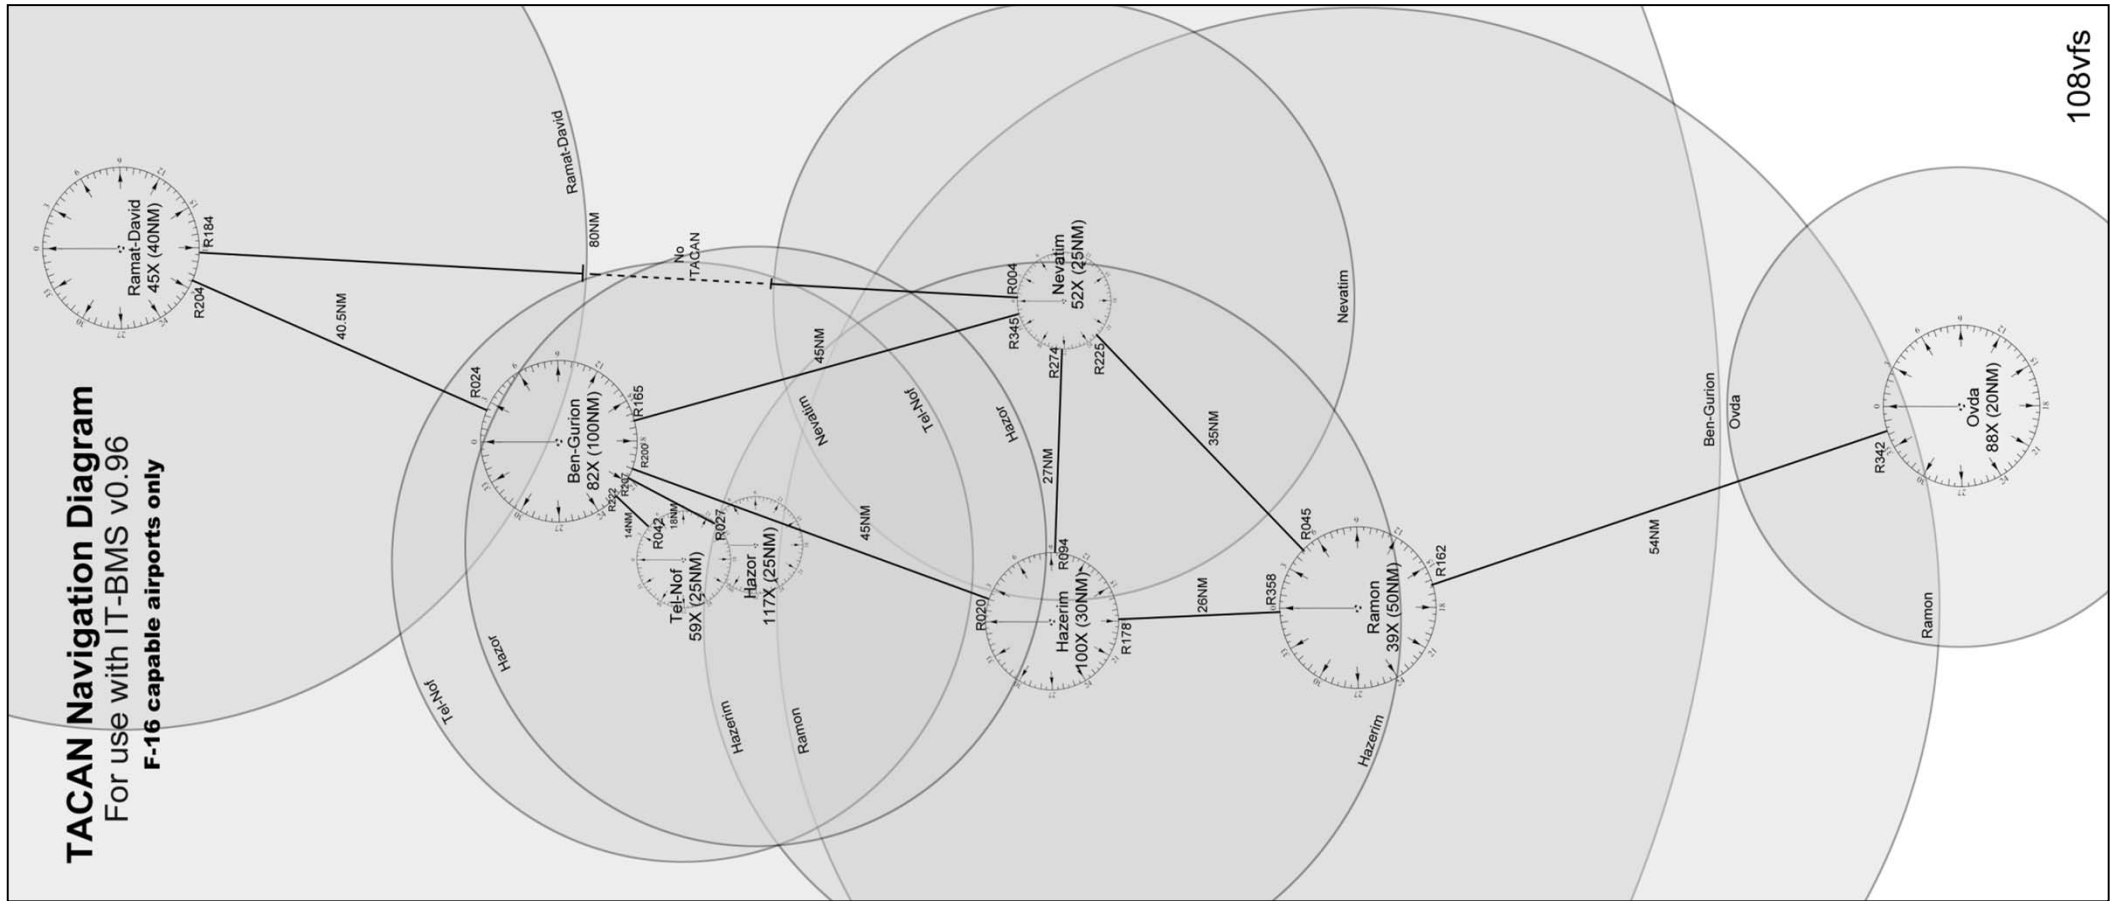 TACAN Navigation Diagram
For use with IT-BMS v0.96
F-16 capable airports only
108vfs
Ramat-David
45X (40NM)
R184
R204
Ramat-David
80NM
No
TACAN
40.5NM
R024
Ben-Gurion
82X (100NM)
R165
R200
R207
R222
14NM
18NM
R042
R027
Tel-Nof
59X (25NM)
Hazor
117X (25NM)
45NM
45NM
Nevatim
Tel-Nof
Hazor
Tel-Nof
Hazor
Hazerim
Ramon
R004
R345
Nevatim
52X (25NM)
R274
R225
Nevatim
27NM
35NM
R020
R094
Hazerim
100X (30NM)
R178
26NM
R358
R045
Ramon
39X (50NM)
R162
Hazerim
54NM
Ben-Gurion
Ovda
Ramon
R342
Ovda
88X (20NM)